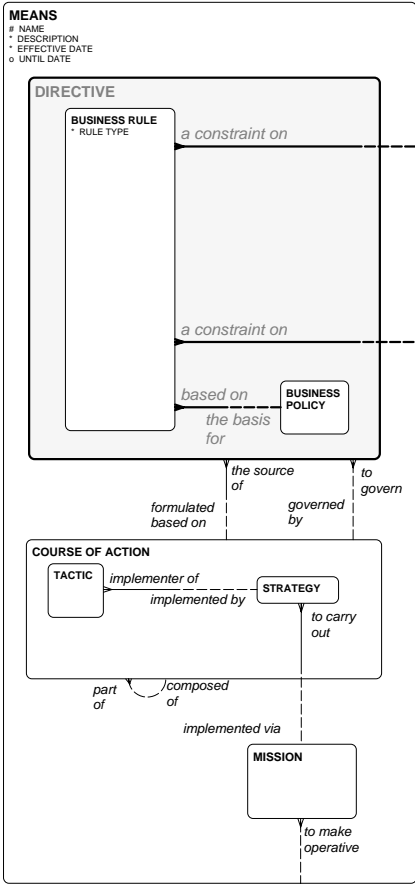 MEANS
# NAME
* DESCRIPTION
* EFFECTIVE DATE
o UNTIL DATE
DIRECTIVE
BUSINESS RULE
* RULE TYPE
a constraint on
a constraint on
based on
BUSINESS
POLICY
the basis
for
the source
of
to
govern
formulated
based on
governed
by
COURSE OF ACTION
TACTIC
implementer of
implemented by
STRATEGY
to carry
out
part
of
composed
of
implemented via
MISSION
to make
operative